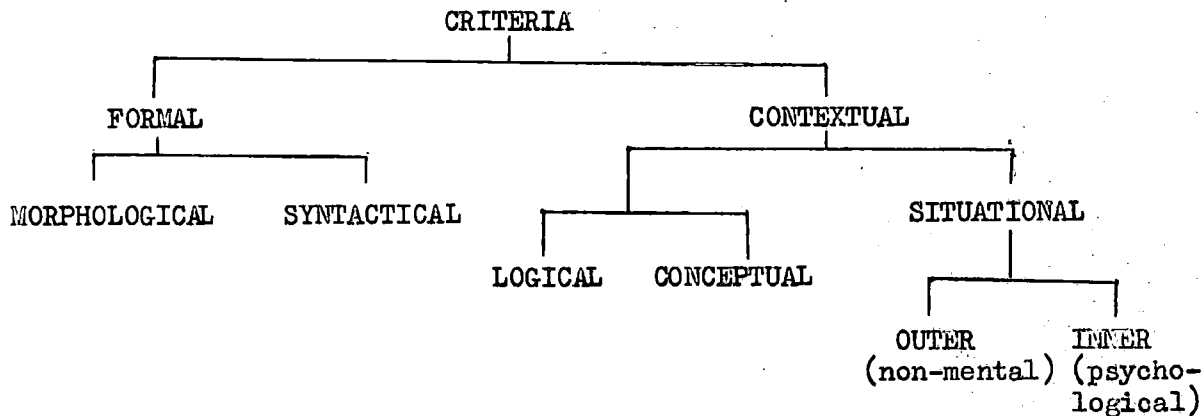 CRITERIA
FORMAL CONTEXTUAL
MORPHOLOGICAL SYNTACTICAL SITUATIONAL
LOGICAL CONCEPTUAL
OUTER INNER
(non-mental) (psycho-
logical)